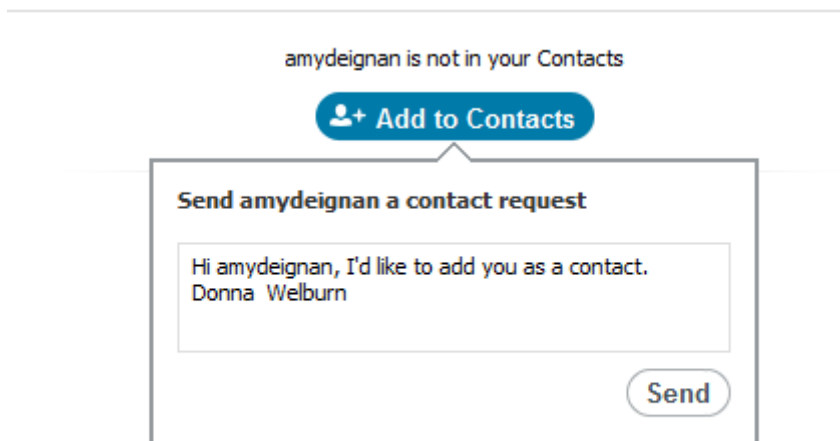 amydeignan is not in your Contacts
Add to Contacts
Send amydeignan a contact request
Hi amydeignan, I'd like to add you as a contact.
Donna  Welburn
Send